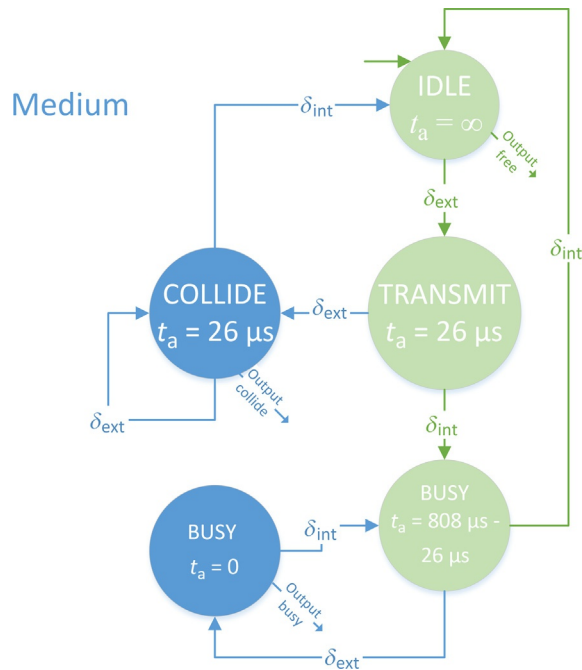 Medium
IDLE
tₐ = ∞
Output
free
δint
δext
δint
COLLIDE
tₐ = 26 μs
δext
TRANSMIT
tₐ = 26 μs
Output
collide
δext
δint
BUSY
tₐ = 0
δint
BUSY
tₐ = 808 μs -
26 μs
Output
busy
δext